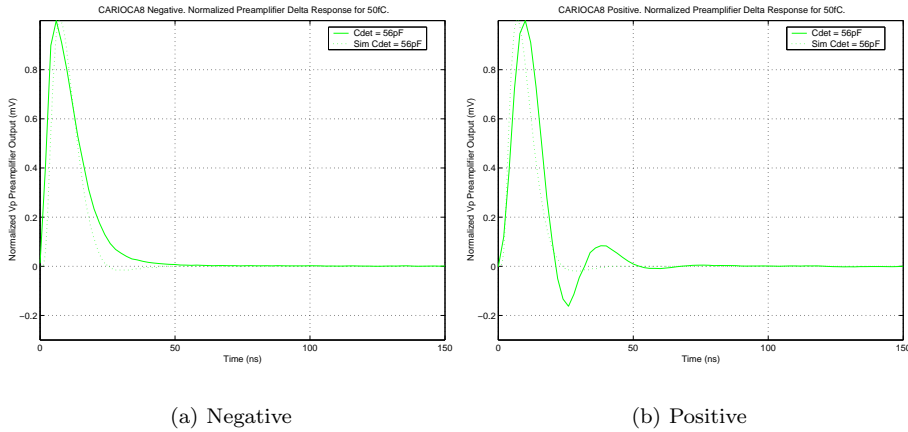 CARIOCA8 Negative. Normalized Preamplifier Delta Response for 50fC.
Cdet = 56pF
Sim Cdet = 56pF
Normalized Vp Preamplifier Output (mV)
0.8
0.6
0.4
0.2
0
−0.2
0
50
100
150
Time (ns)
(a) Negative
CARIOCA8 Positive. Normalized Preamplifier Delta Response for 50fC.
Cdet = 56pF
Sim Cdet = 56pF
Normalized Vp Preamplifier Output (mV)
0.8
0.6
0.4
0.2
0
−0.2
0
50
100
150
Time (ns)
(b) Positive